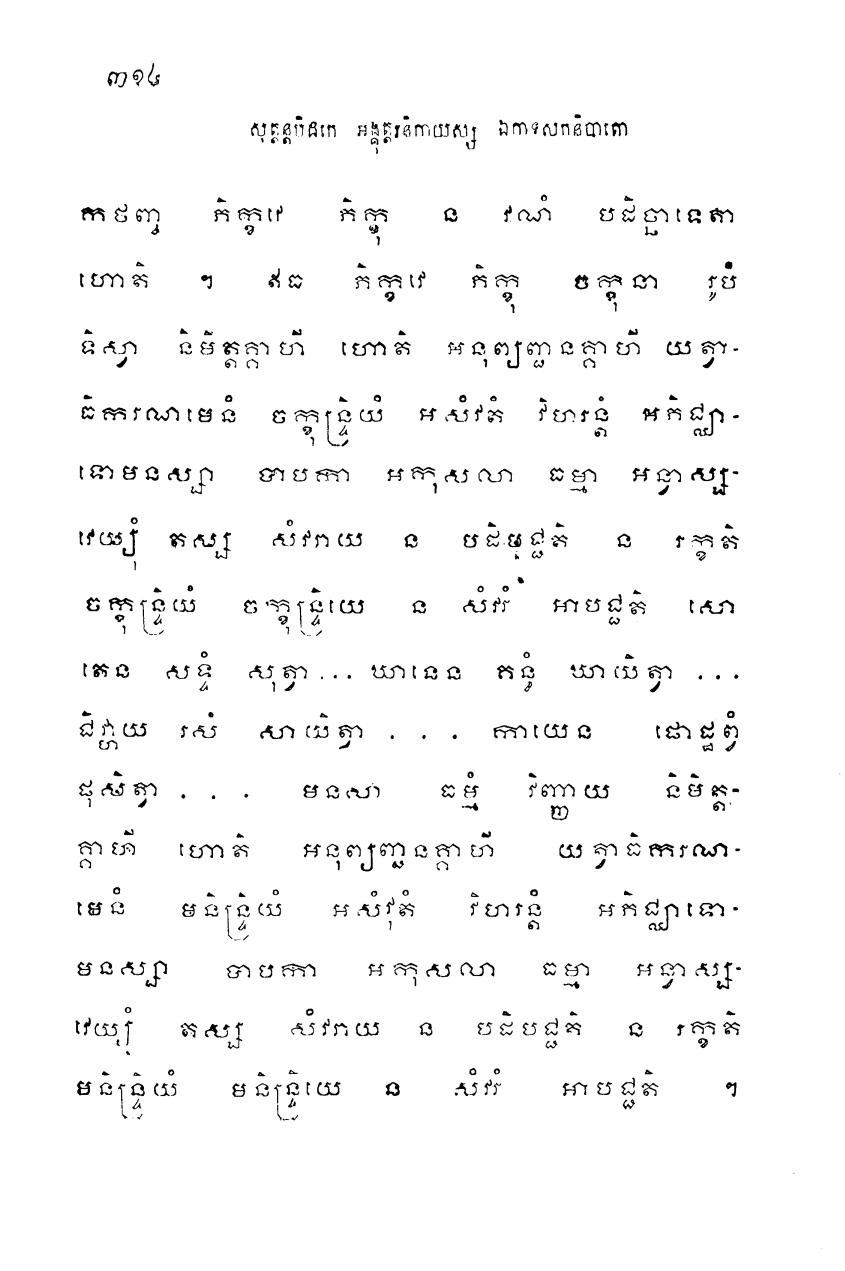 ៣១៤
សុត្តន្តបិដកេ អង្គុត្តរនិកាយស្ស ឯកាទសកនិបាតោ
កថញ្ច ភិក្ខវេ ភិក្ខុ ន វណំ បដិច្ឆាទេតា
ហោតិ ។ ឥធ ភិក្ខវេ ភិក្ខុ ចក្ខុនា រូបំ
ទិស្វា និមិត្តគ្គាហី ហោតិ អនុព្យញ្ជនគ្គាហី យត្វា-
ធិករណាមេនំ ចក្ខុន្ទ្រិយំ អសំវតំ វិហរន្តំ អភិជ្ឈា-
ទោមនស្សា បាបកា អកុសលា ធម្មា អន្វាស្ស-
វេយ្យុំ តស្ស សំវរាយ ន បដិបជ្ជតិ ន រក្ខតិ
ចក្ខុន្ទ្រិយំ ចក្ខុន្ទ្រិយេ ន សំវរំ អាបជ្ជតិ សោ
តេន សទ្ទំ សុត្វា ... ឃានេន គន្ធំ ឃាយិត្វា ...
ជិវ្ហាយ រសំ សាយិត្វា . . . កាយេន ផោដ្ឋព្វំ
ផុសិត្វា . . . មនសា ធម្មំ វិញ្ញាយ និមិត្ត-
គ្គាហី ហោតិ អនុព្យញ្ជនគ្គាហី យត្វាធិករណា-
មេនំ មនិន្ទ្រិយំ អសំវុតំ វិហរន្តំ អភិជ្ឈាទោ-
មនស្សា បាបកា អកុសលា ធម្មា អន្វាស្ស-
វេយ្យុំ តស្ស សំវរាយ ន បដិបជ្ជតិ ន រក្ខតិ
មនិន្ទ្រិយំ មនិន្ទ្រិយេ ន សំវរំ អាបជ្ជតិ ។